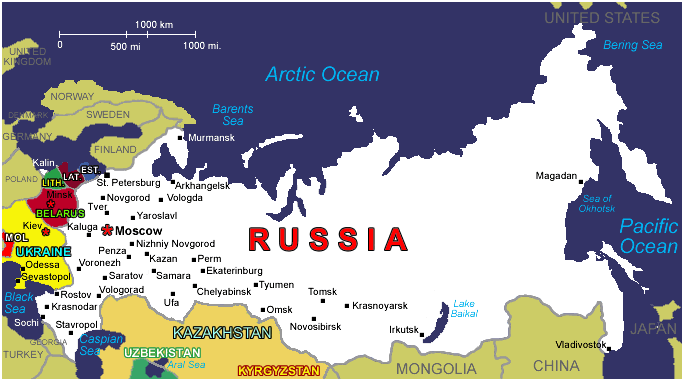 1000 km
0
500 mi
1000 mi.
UNITED STATES
Bering Sea
UNITED
KINGDOM
Arctic Ocean
NORWAY
Barents
Sea
SWEDEN
DENMARK
GERMANY
FINLAND
Murmansk
Kalin.
LAT.
EST.
POLAND
LITH.
St. Petersburg
Arkhangelsk
Magadan
Minsk
Novgorod
Vologda
Sea of
Okhotsk
BELARUS
Tver
Yaroslavl
Kiev
Kaluga
Moscow
Pacific
Ocean
MOL
UKRAINE
Nizhniy Novgorod
RUSSIA
Penza
Kazan
Perm
Odessa
Voronezh
Samara
Ekaterinburg
Sevastopol
Saratov
Chelyabinsk
Tyumen
Black
Sea
Rostov
Volograd
Ufa
Tomsk
Krasnoyarsk
Lake
Baikal
Krasnodar
Omsk
Sochi
Stavropol
Novosibirsk
Irkutsk
JAPAN
KAZAKHSTAN
GEORGIA
Caspian
Sea
Vladivostok
TURKEY
UZBEKISTAN
Aral Sea
KYRGYZSTAN
MONGOLIA
CHINA